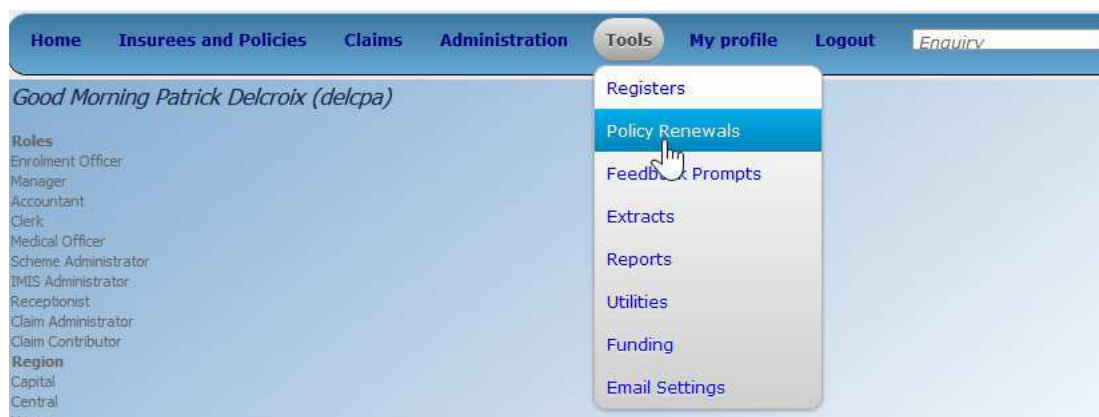 Home Insurees and Policies Claims Administration Tools My profile Logout Enquiry
Good Morning Patrick Delcroix (delcpa)
Roles
Enrolment Officer
Manager
Accountant
Clerk
Medical Officer
Scheme Administrator
IMIS Administrator
Receptionist
Claim Administrator
Claim Contributor
Region
Capital
Central
Registers
Policy Renewals
Feedback Prompts
Extracts
Reports
Utilities
Funding
Email Settings